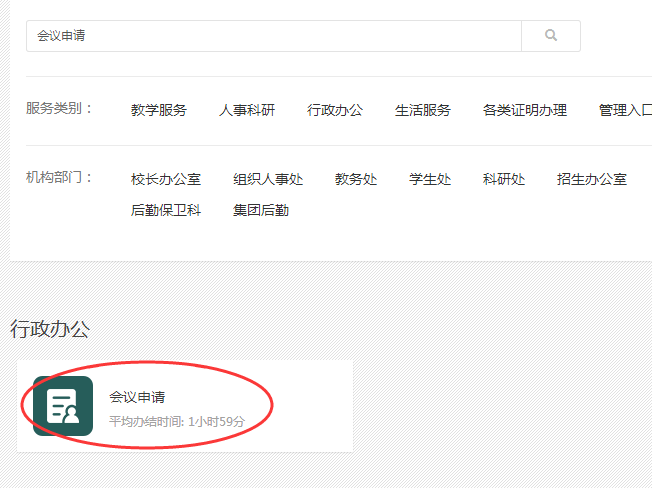 会议申请
服务类别： 教学服务 人事科研 行政办公 生活服务 各类证明办理 管理入口
机构部门： 校长办公室 组织人事处 教务处 学生处 科研处 招生办公室
后勤保卫科 集团后勤
行政办公
会议申请
平均办结时间: 1小时59分